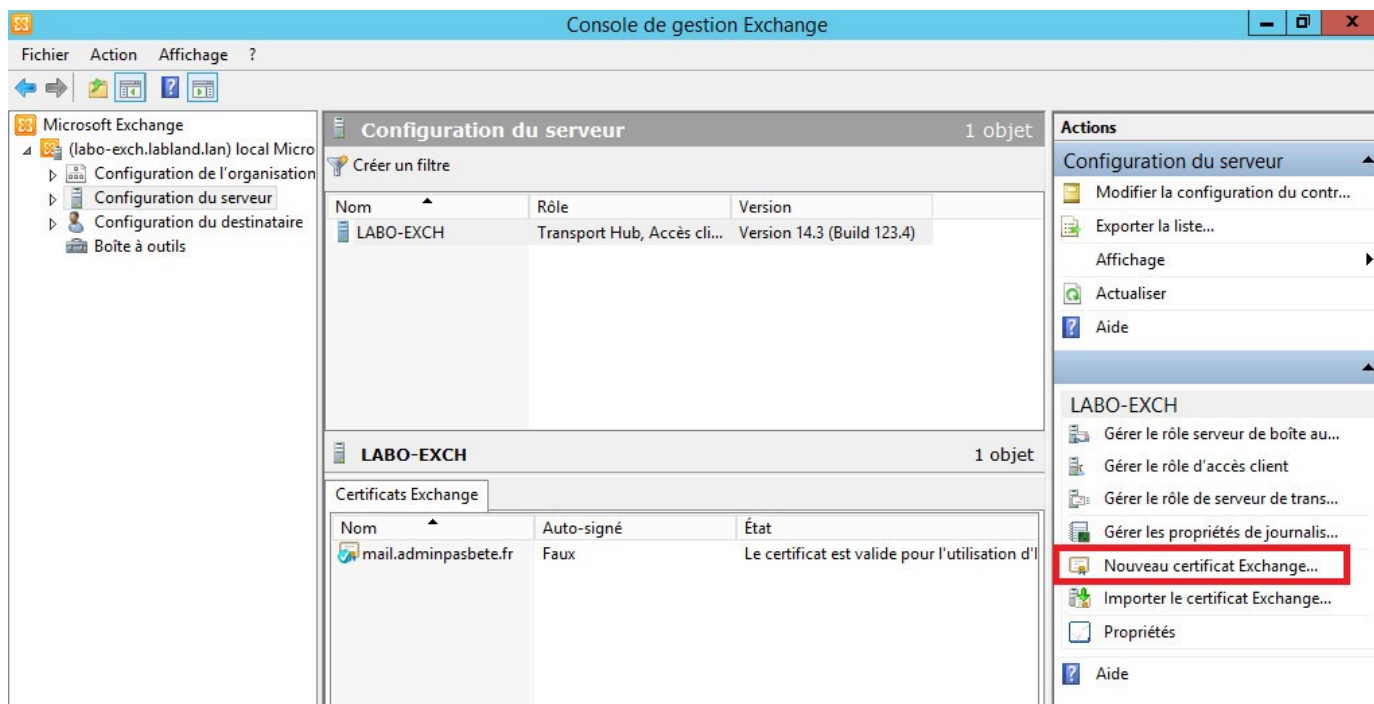 Console de gestion Exchange
Fichier Action Affichage ?
Microsoft Exchange
(labo-exch.labland.lan) local Micro
Configuration de l'organisation
Configuration du serveur
Configuration du destinataire
Boîte à outils
Configuration du serveur 1 objet
Créer un filtre
Nom Rôle Version
LABO-EXCH Transport Hub, Accès cli... Version 14.3 (Build 123.4)
LABO-EXCH 1 objet
Certificats Exchange
Nom Auto-signé État
mail.adminpasbete.fr Faux Le certificat est valide pour l'utilisation d'l
Actions
Configuration du serveur
Modifier la configuration du contr...
Exporter la liste...
Affichage
Actualiser
Aide
LABO-EXCH
Gérer le rôle serveur de boîte au...
Gérer le rôle d'accès client
Gérer le rôle de serveur de trans...
Gérer les propriétés de journalis...
Nouveau certificat Exchange...
Importer le certificat Exchange...
Propriétés
Aide